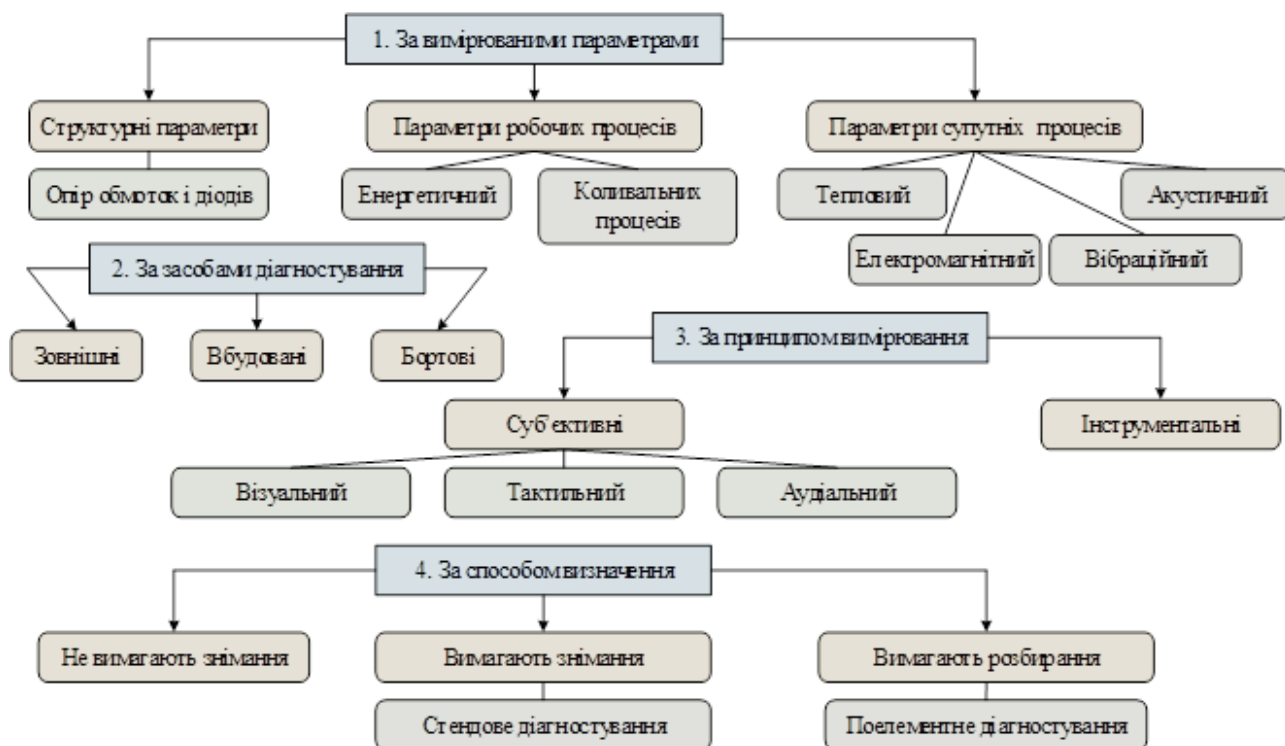 1. За вимірюваними параметрами
Структурні параметри
Параметри робочих процесів
Параметри супутніх процесів
Опір обмоток і діодів
Енергетичний
Коливальних
процесів
Тепловий
Акустичний
Електромагнітний
Вібраційний
2. За засобами діагностування
Зовнішні
Вбудовані
Бортові
3. За принципом вимірювання
Суб'єктивні
Інструментальні
Візуальний
Тактильний
Аудіальний
4. За способом визначення
Не вимагають знімання
Вимагають знімання
Вимагають розбирання
Стендове діагностування
Поелементне діагностування